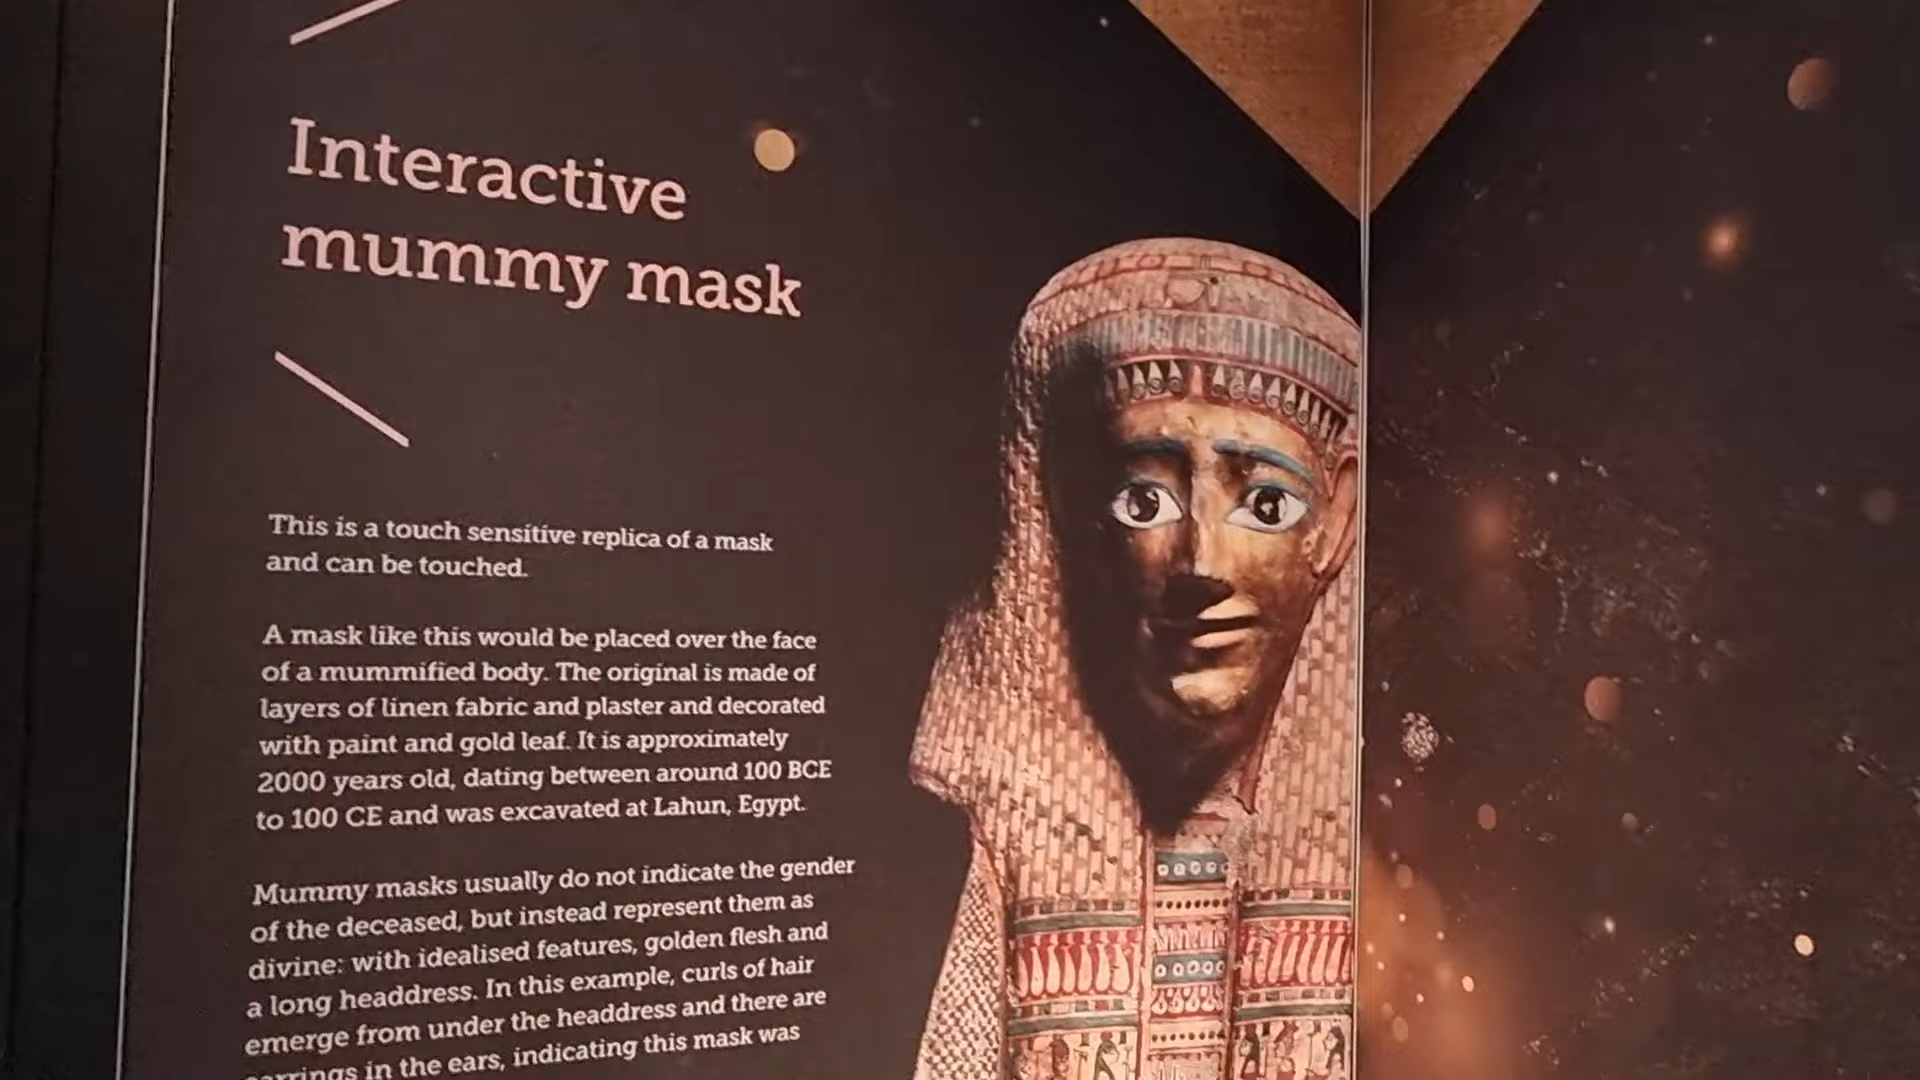 Interactive
mummy mask
This is a touch sensitive replica of a mask
and can be touched.
A mask like this would be placed over the face
of a mummified body. The original is made of
layers of linen fabric and plaster and decorated
with paint and gold leaf. It is approximately
2000 years old, dating between around 100 BCE
to 100 CE and was excavated at Lahun, Egypt.
Mummy masks usually do not indicate the gender
of the deceased, but instead represent them as
divine: with idealised features, golden flesh and
a long headdress. In this example, curls of hair
emerge from under the headdress and there are
earrings in the ears, indicating this mask was